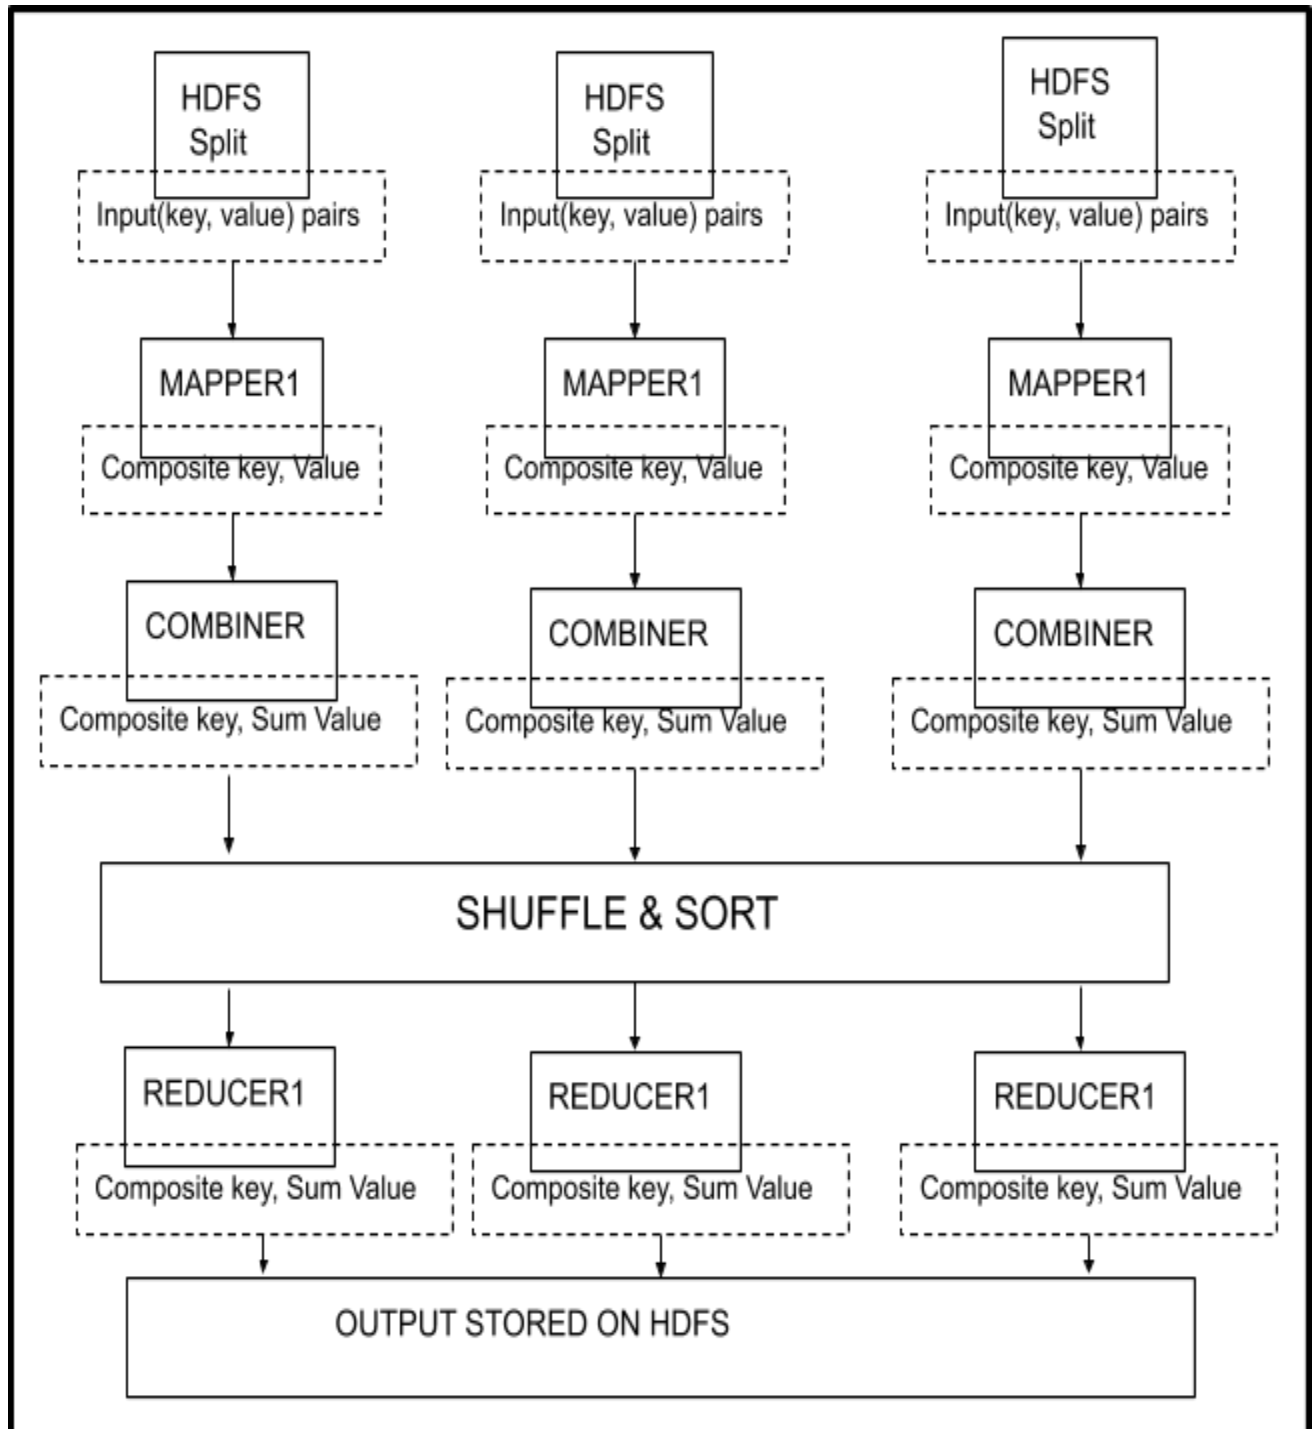 HDFS
Split
HDFS
Split
HDFS
Split
Input(key, value) pairs
Input(key, value) pairs
Input(key, value) pairs
MAPPER1
MAPPER1
MAPPER1
Composite key, Value
Composite key, Value
Composite key, Value
COMBINER
COMBINER
COMBINER
Composite key, Sum Value
Composite key, Sum Value
Composite key, Sum Value
SHUFFLE & SORT
REDUCER1
REDUCER1
REDUCER1
Composite key, Sum Value
Composite key, Sum Value
Composite key, Sum Value
OUTPUT STORED ON HDFS